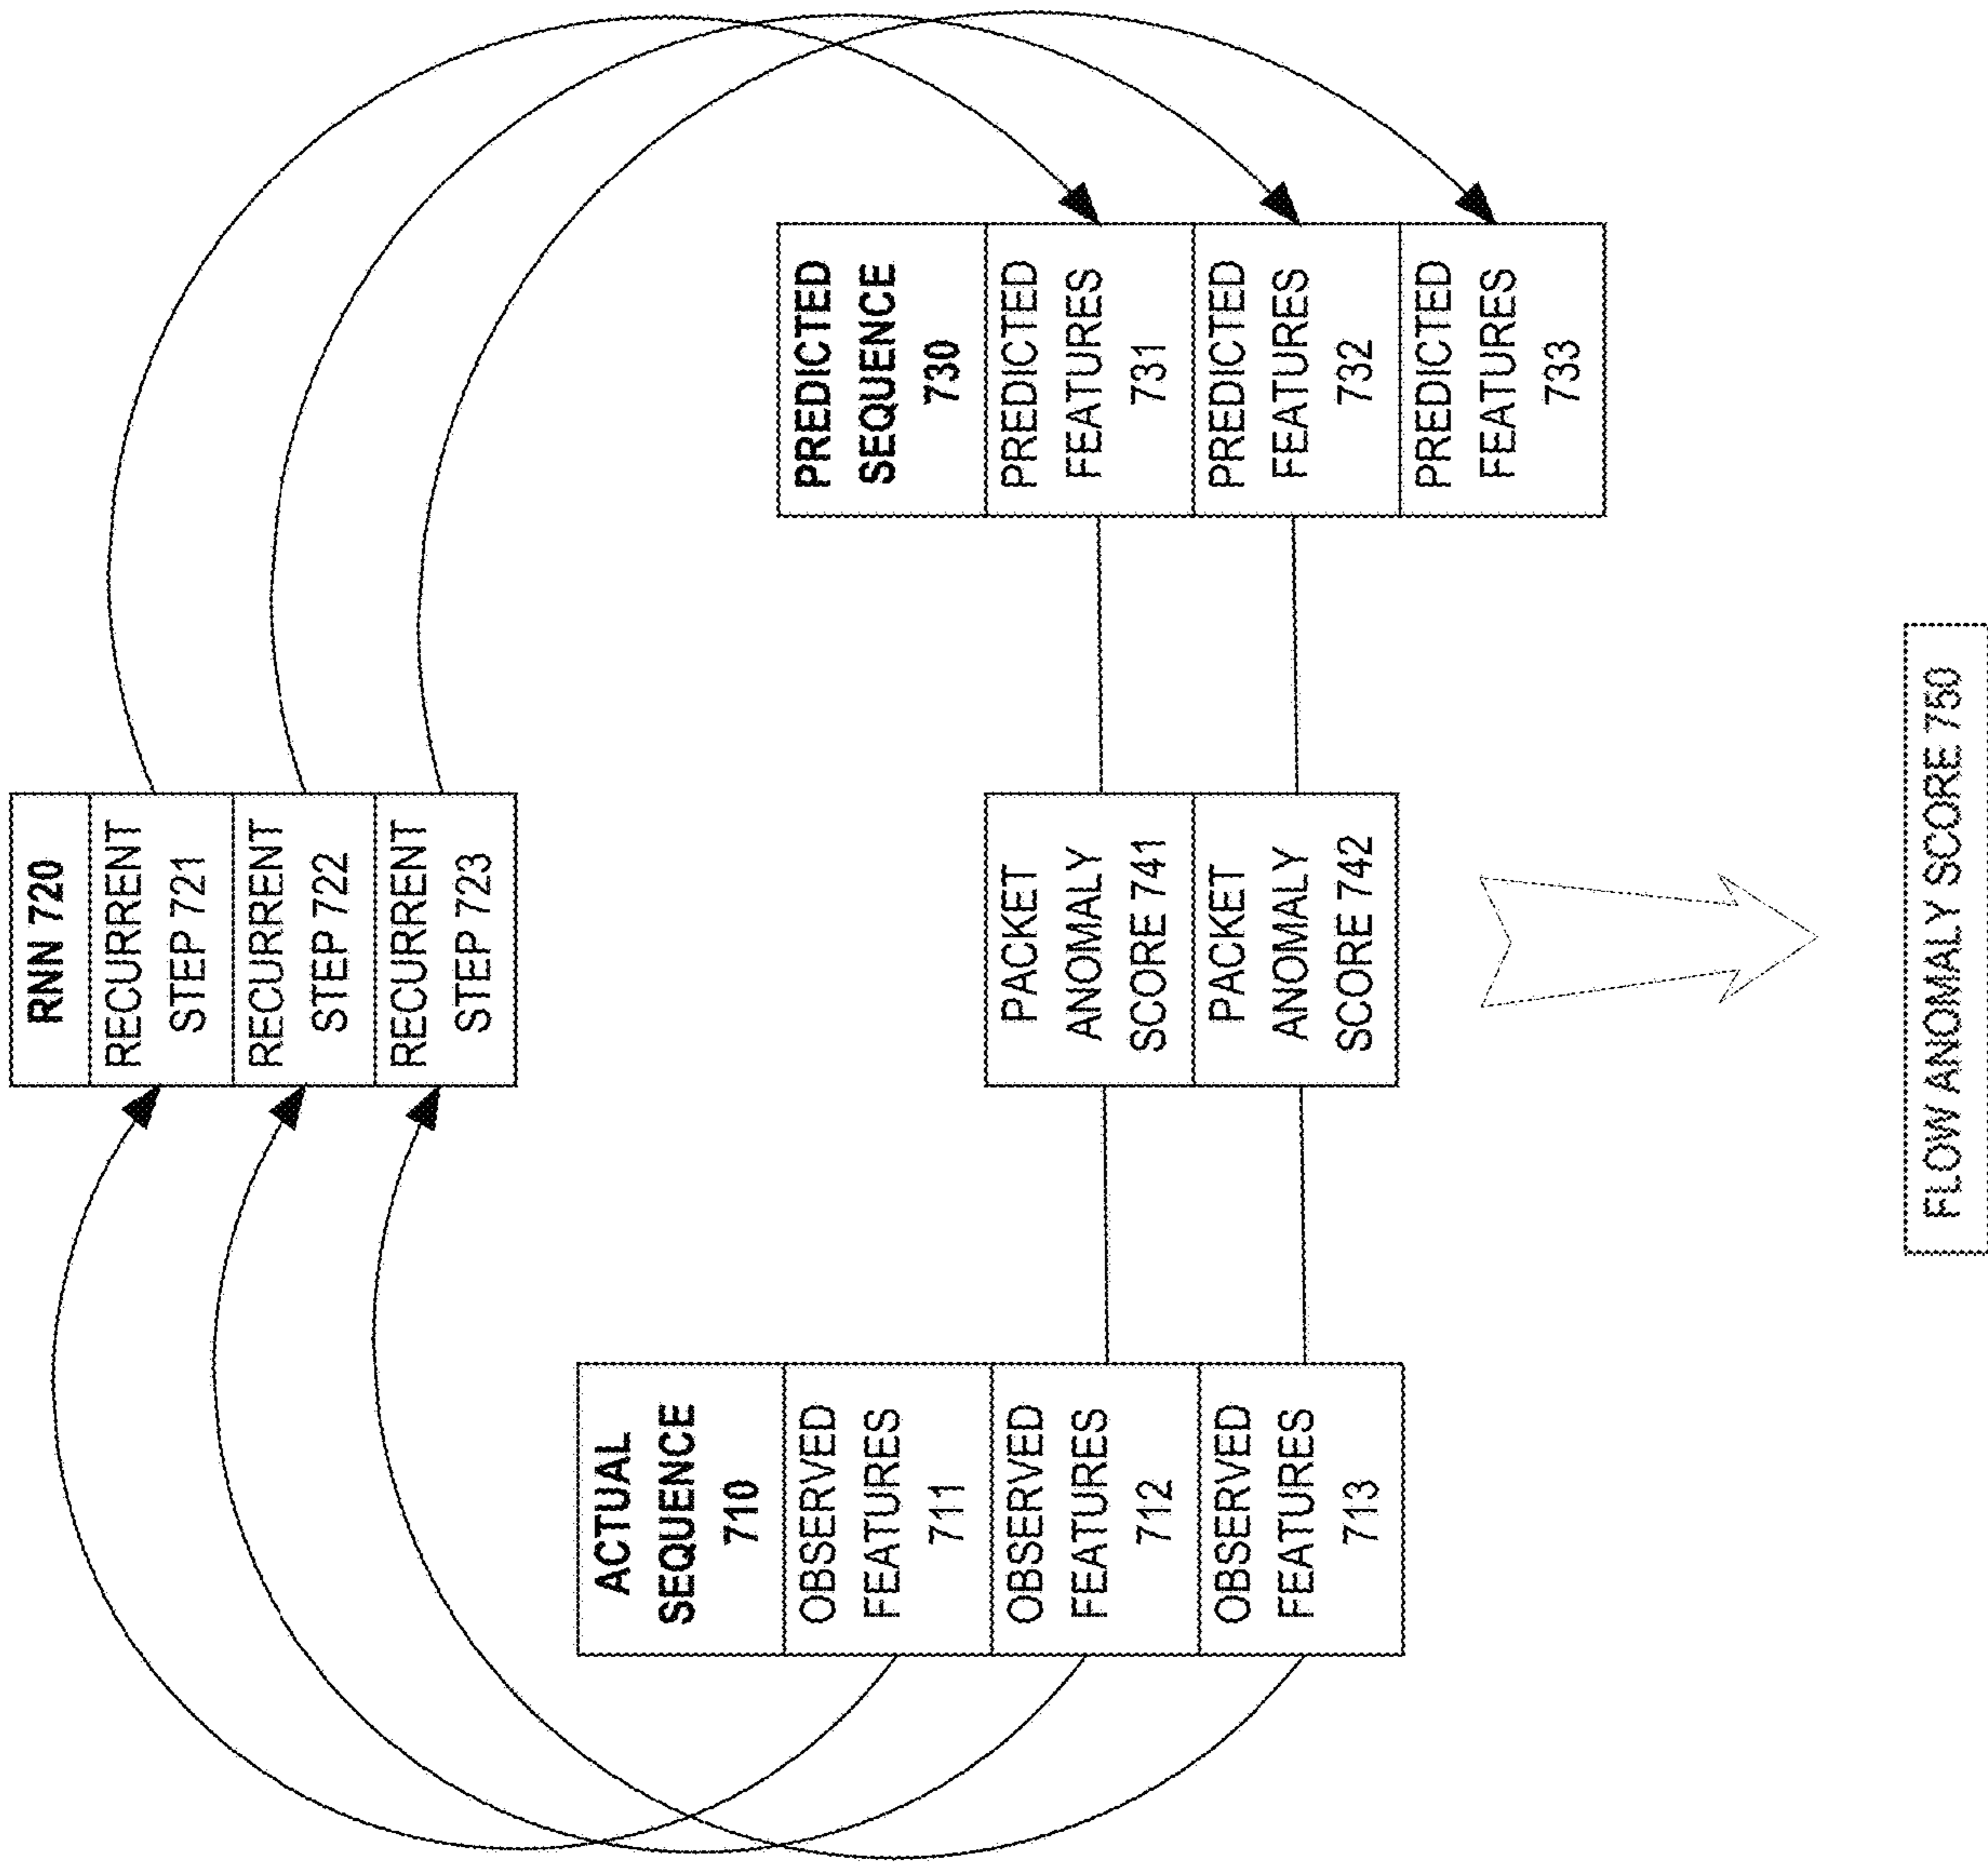 RNN 720
RECURRENT
STEP 721
RECURRENT
STEP 722
RECURRENT
STEP 723
ACTUAL
SEQUENCE
710
OBSERVED
FEATURES
711
OBSERVED
FEATURES
712
OBSERVED
FEATURES
713
PACKET
ANOMALY
SCORE 741
PACKET
ANOMALY
SCORE 742
PREDICTED
SEQUENCE
730
PREDICTED
FEATURES
731
PREDICTED
FEATURES
732
PREDICTED
FEATURES
733
FLOW ANOMALY SCORE 750